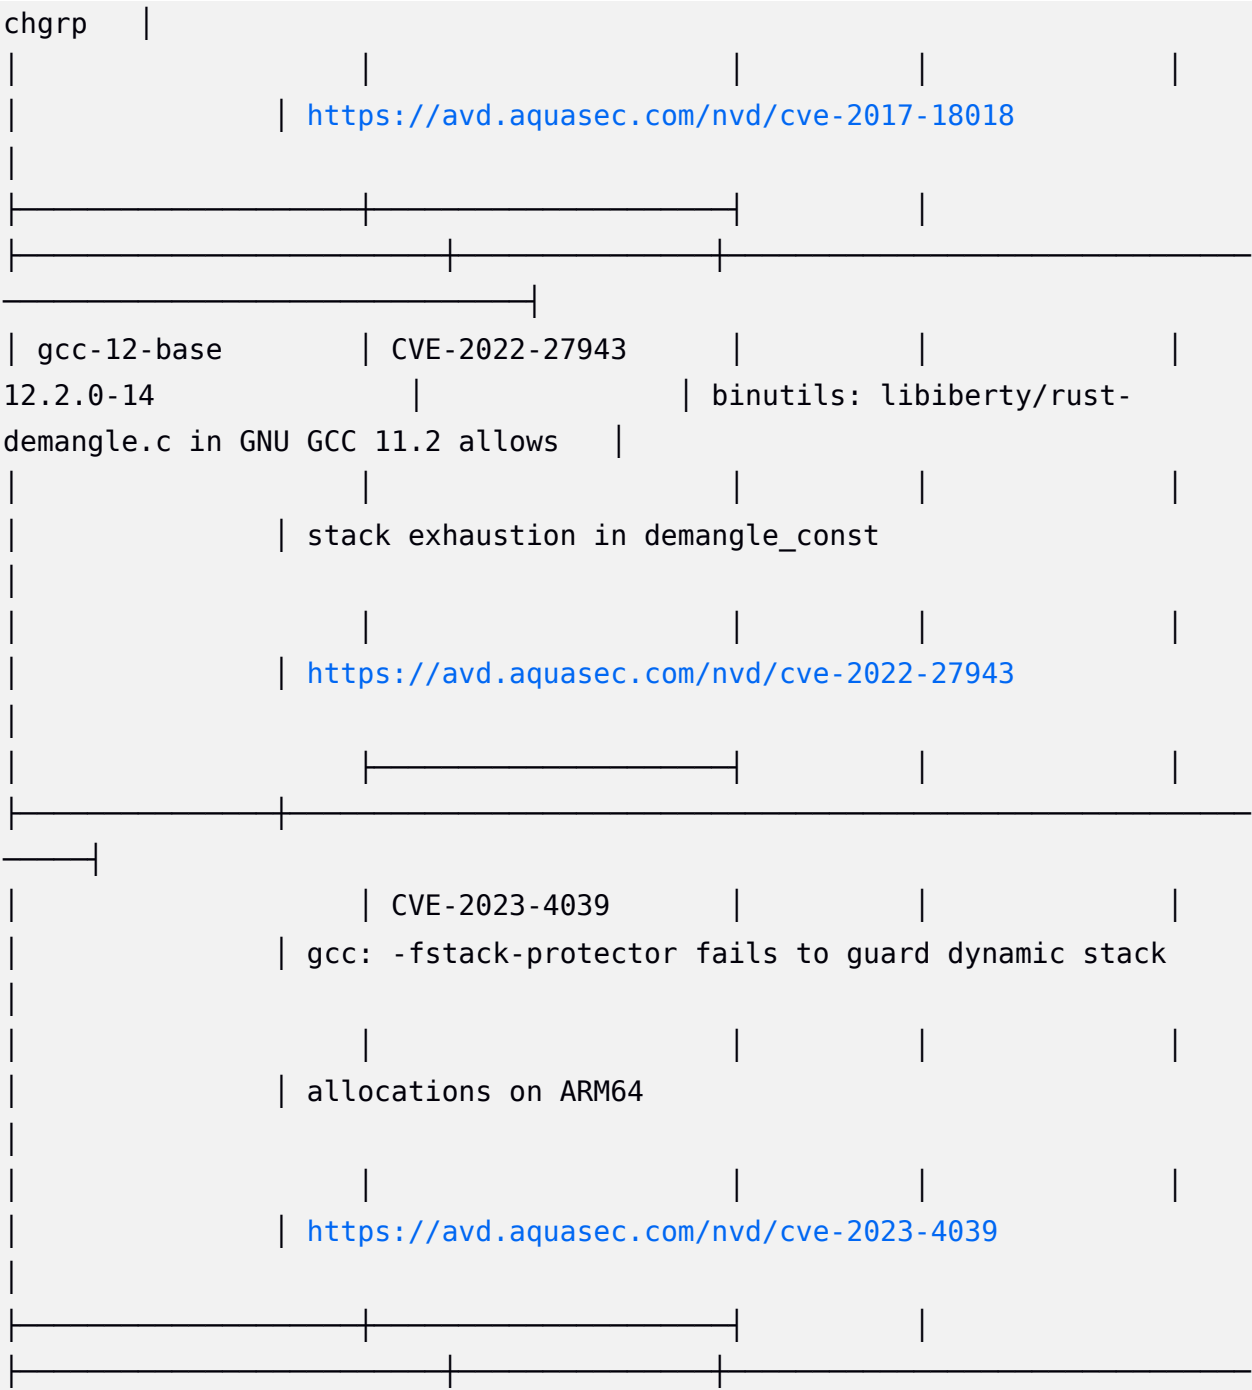 chgrp   │
│                    │                     │          │              │
│               │ https://avd.aquasec.com/nvd/cve-2017-18018
│
├────────────────────┼─────────────────────┤          │
├─────────────────────────┼───────────────┼──────────────────────────────
───────────────────────────────┤
│ gcc-12-base        │ CVE-2022-27943      │          │              │
12.2.0-14               │               │ binutils: libiberty/rust-
demangle.c in GNU GCC 11.2 allows   │
│                    │                     │          │              │
│               │ stack exhaustion in demangle_const
│
│                    │                     │          │              │
│               │ https://avd.aquasec.com/nvd/cve-2022-27943
│
│                    ├─────────────────────┤          │              │
├───────────────┼────────────────────────────────────────────────────────
─────┤
│                    │ CVE-2023-4039       │          │              │
│               │ gcc: -fstack-protector fails to guard dynamic stack
│
│                    │                     │          │              │
│               │ allocations on ARM64
│
│                    │                     │          │              │
│               │ https://avd.aquasec.com/nvd/cve-2023-4039
│
├────────────────────┼─────────────────────┤          │
├─────────────────────────┼───────────────┼──────────────────────────────